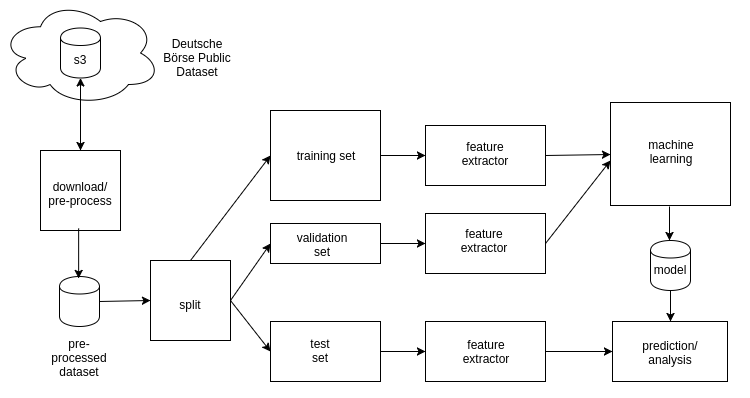 s3
Deutsche
Börse Public
Dataset
download/
pre-process
pre-
processed
dataset
split
training set
validation
set
test
set
feature
extractor
feature
extractor
feature
extractor
machine
learning
model
prediction/
analysis